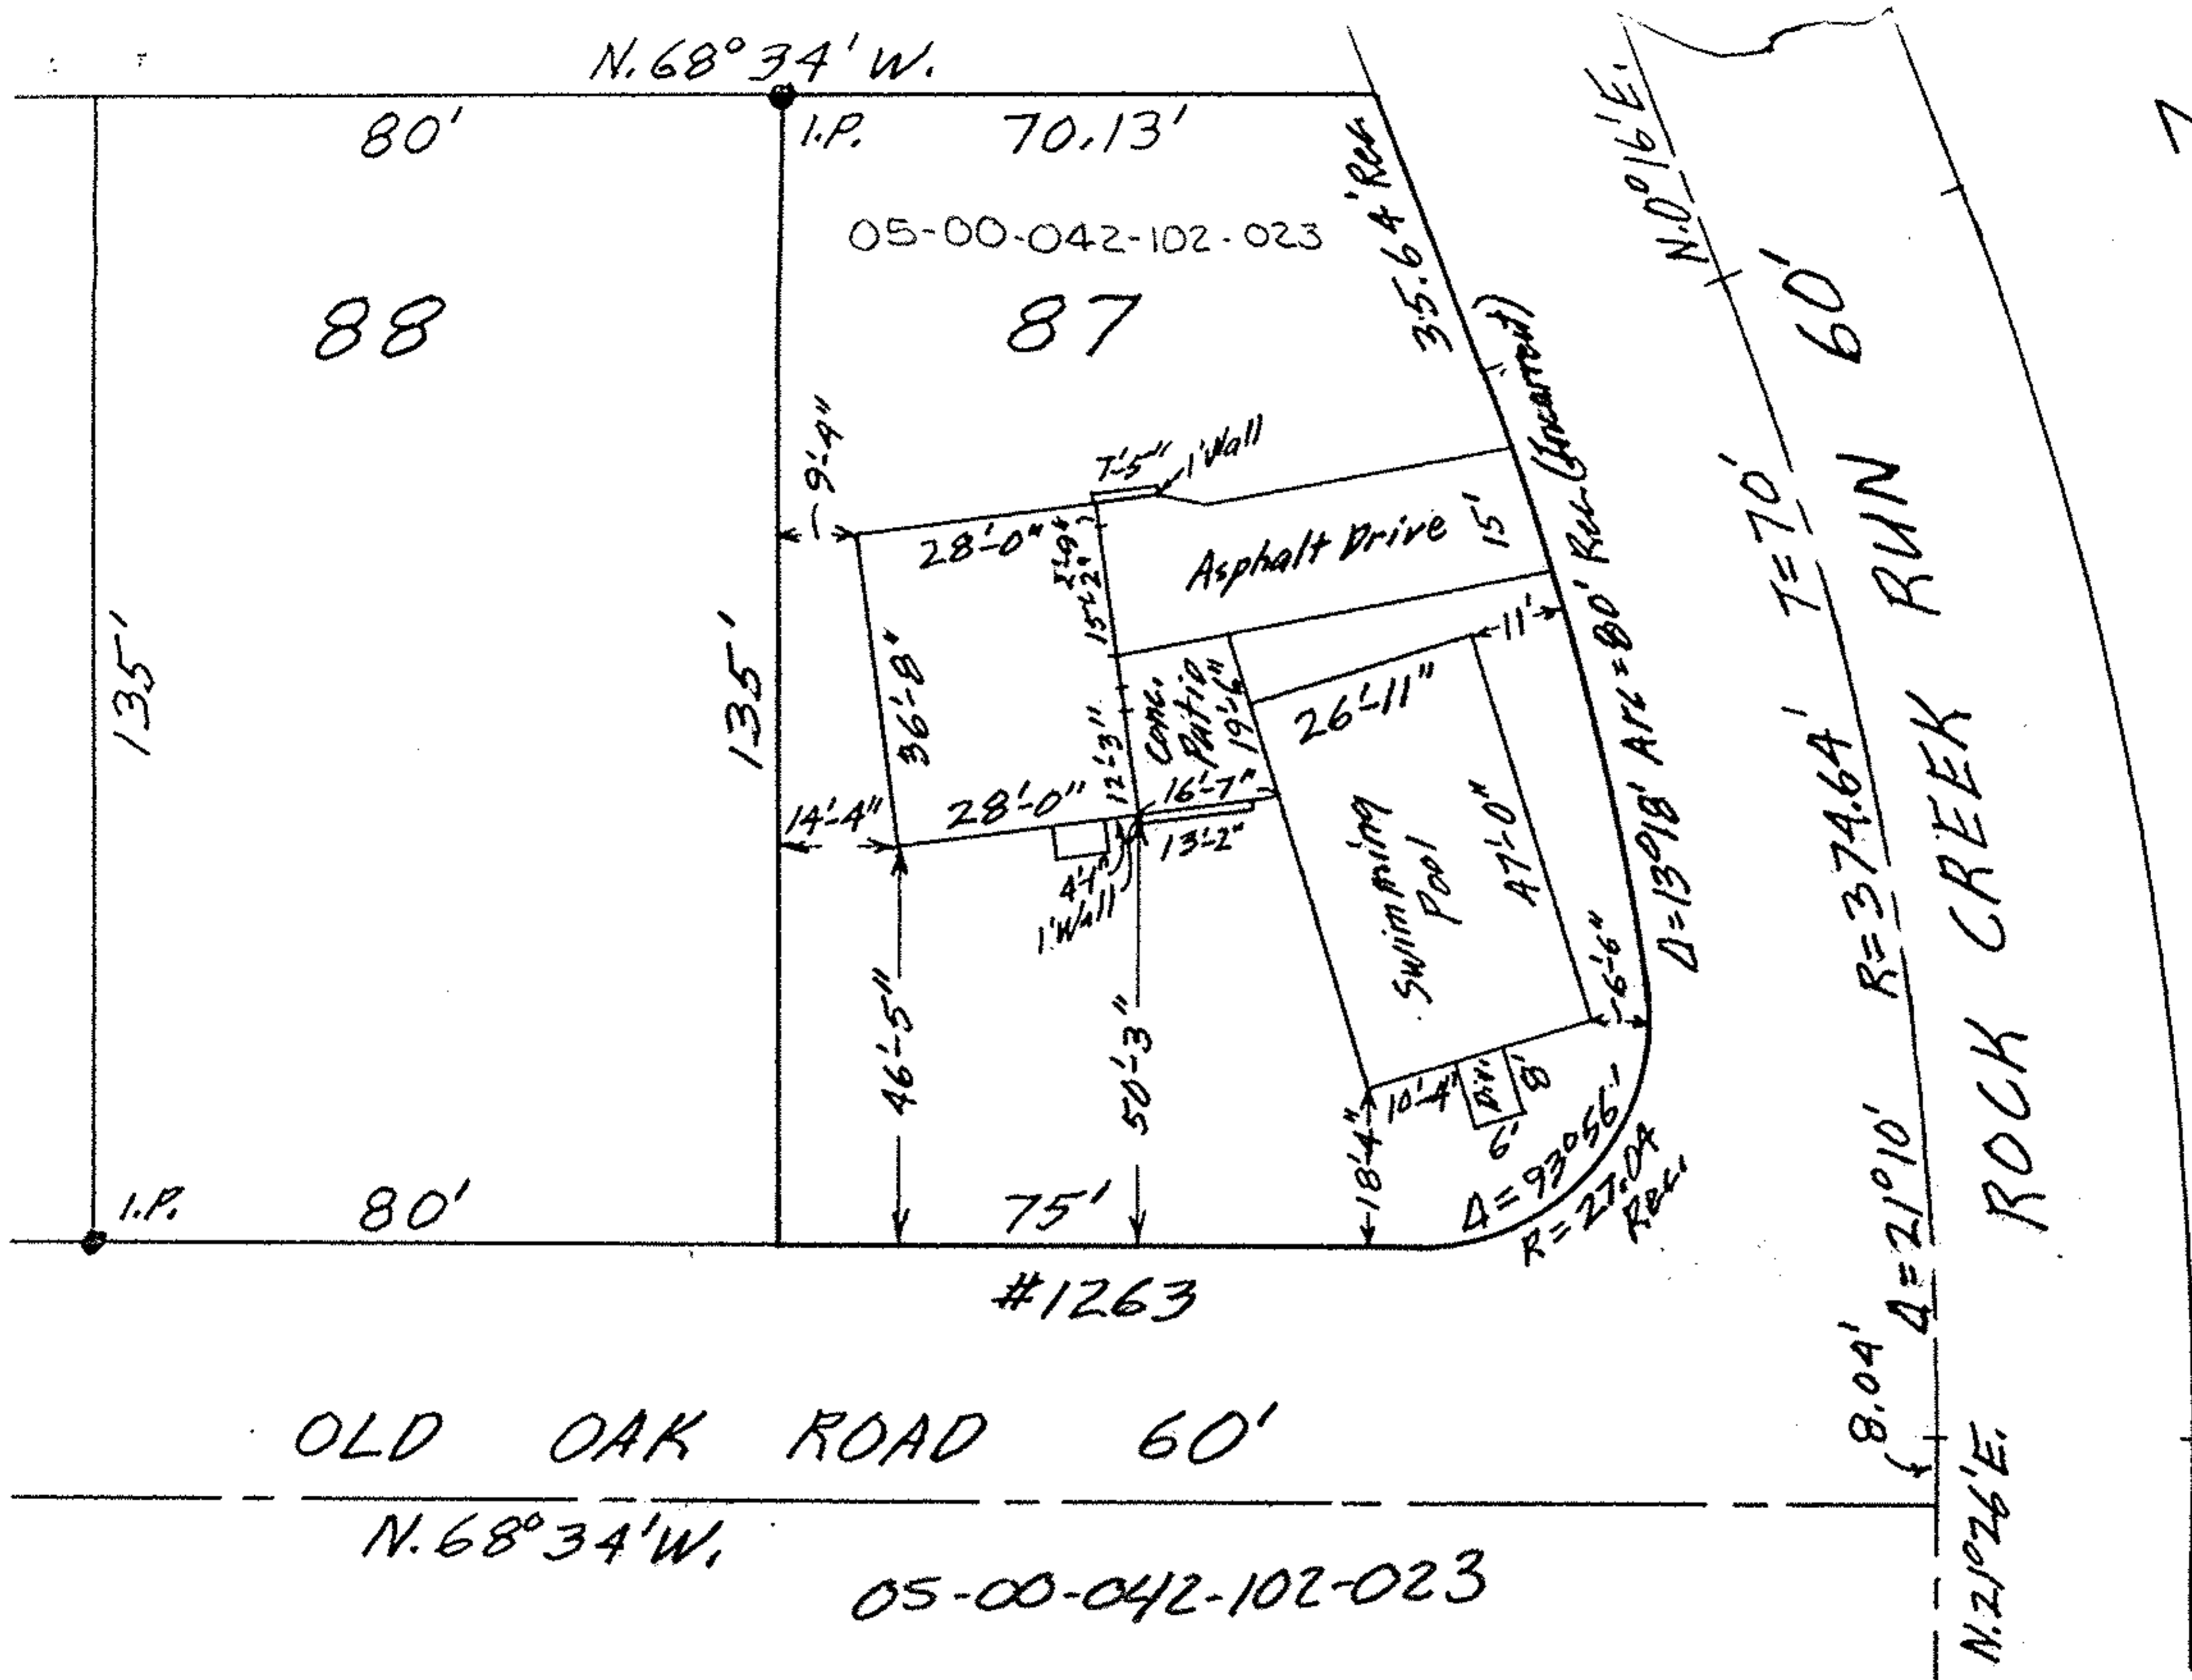 N.68°34'W.
80'
I.P.
70.13'
35.64' Rec.
05-00-042-102-023
88
87
N.0°16'E.
60'
9'-4"
7'-5"
1' Wall
28'-0"
15'-2"
Asphalt Drive
15'
Δ=13°18' Arc=80' Rec.
T=70'
135'
135'
36'-8"
Conc.
Patio
19'-6"
26'-11"
11'
12'-3"
14'-4"
28'-0"
16'-7"
13'-2"
4'-1"
1' Wall
Swimming
Pool
47'-0"
R=374.64'
ROCK CREEK RUN
46'-5"
50'-3"
6'-6"
10'-4"
Div.
8'
6'
18'-4"
Δ=93°56'
R=27.04
Rec.
Δ=21°10'
I.P.
80'
75'
#1263
8.04'
OLD OAK ROAD 60'
N.21°26'E.
N.68°34'W.
05-00-042-102-023